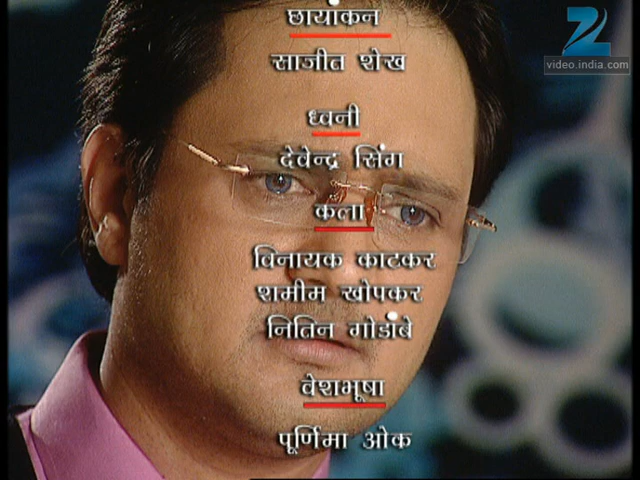 छायांकन
साजीत शेख
ध्वनी
देवेन्द्र सिंग
कला
विनायक काटकर
शमीम खोपकर
नितिन गोडांबे
वेशभूषा
पूर्णिमा ओक
video.india.com